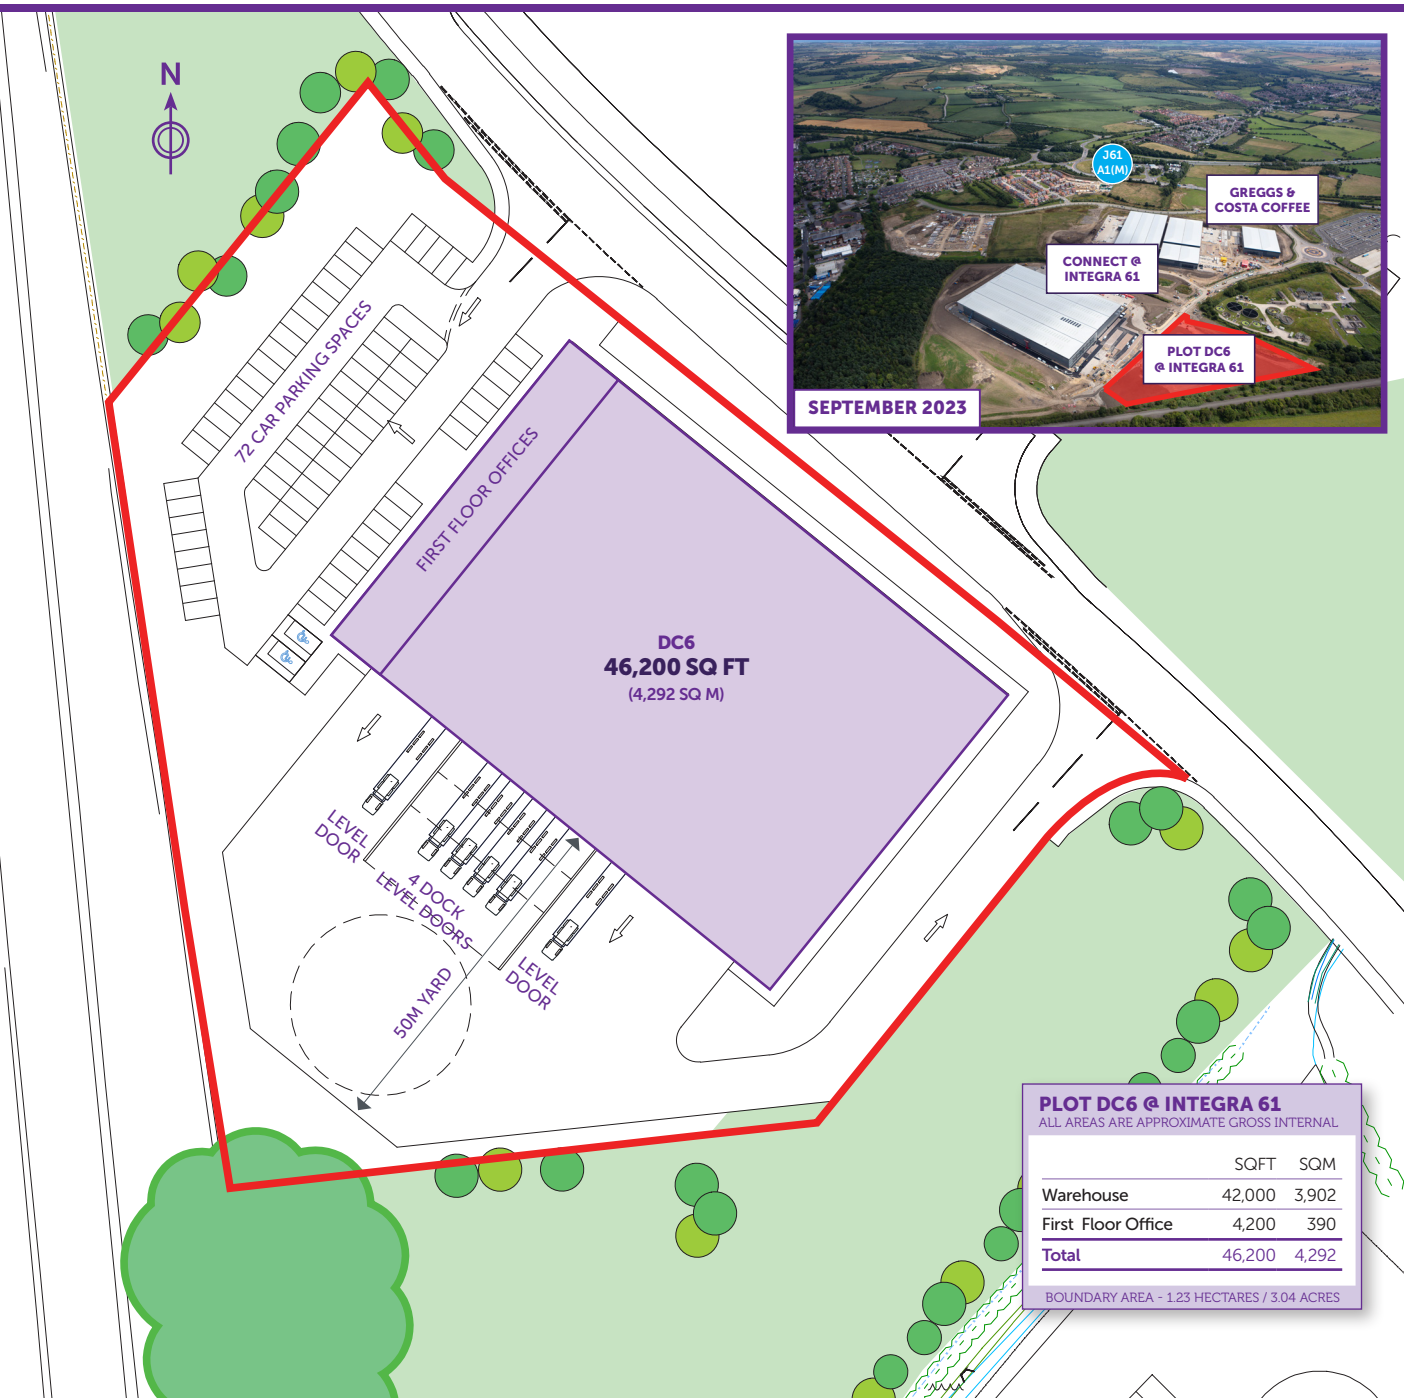 N
J61
A1(M)
GREGGS &
COSTA COFFEE
CONNECT @
INTEGRA 61
PLOT DC6
@ INTEGRA 61
SEPTEMBER 2023
72 CAR PARKING SPACES
FIRST FLOOR OFFICES
DC6
46,200 SQ FT
(4,292 SQ M)
LEVEL
DOOR
4 DOCK
LEVEL DOORS
LEVEL
DOOR
50M YARD
PLOT DC6 @ INTEGRA 61
ALL AREAS ARE APPROXIMATE GROSS INTERNAL
SQFT SQM
Warehouse 42,000 3,902
First Floor Office 4,200 390
Total 46,200 4,292
BOUNDARY AREA - 1.23 HECTARES / 3.04 ACRES